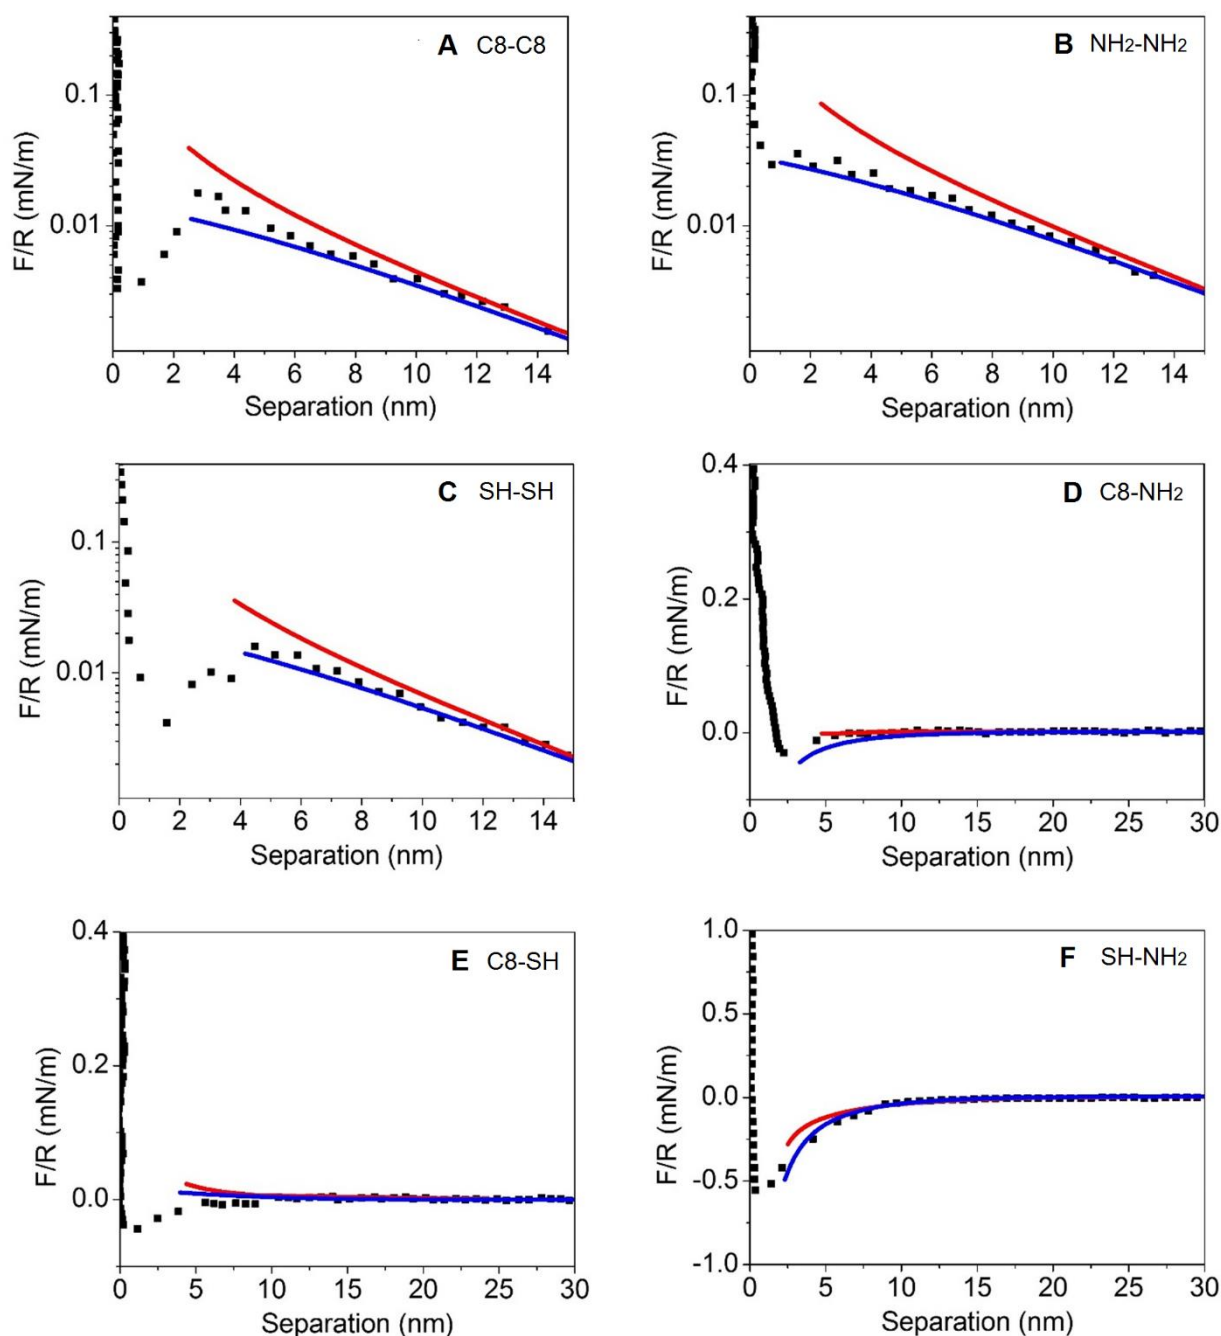 A C8-C8
F/R (mN/m)
0.1
0.01
0 2 4 6 8 10 12 14
Separation (nm)
B NH₂-NH₂
F/R (mN/m)
0.1
0.01
0 2 4 6 8 10 12 14
Separation (nm)
C SH-SH
F/R (mN/m)
0.1
0.01
0 2 4 6 8 10 12 14
Separation (nm)
D C8-NH₂
F/R (mN/m)
0.4
0.2
0.0
0 5 10 15 20 25 30
Separation (nm)
E C8-SH
F/R (mN/m)
0.4
0.2
0.0
0 5 10 15 20 25 30
Separation (nm)
F SH-NH₂
F/R (mN/m)
1.0
0.5
0.0
-0.5
-1.0
0 5 10 15 20 25 30
Separation (nm)